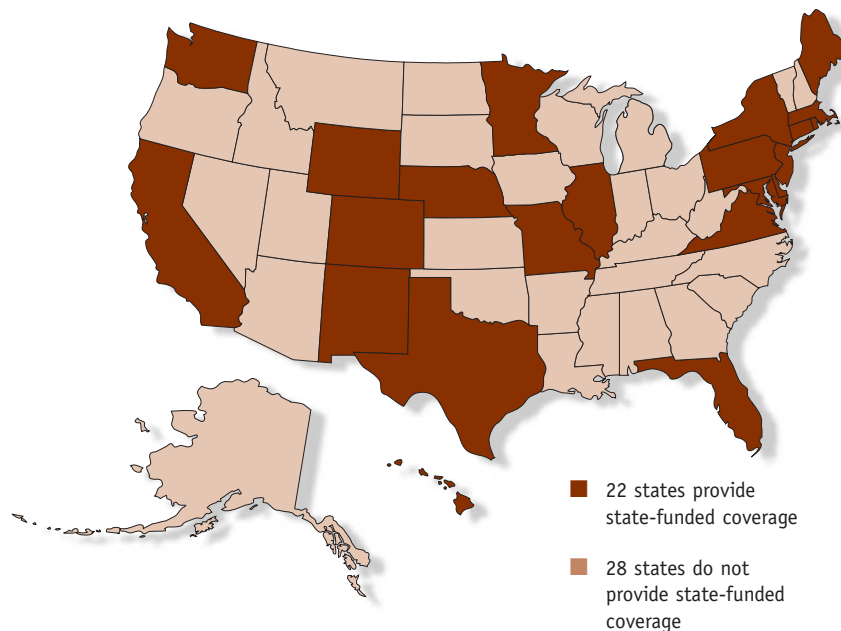 22 states provide
state-funded coverage
28 states do not
provide state-funded
coverage